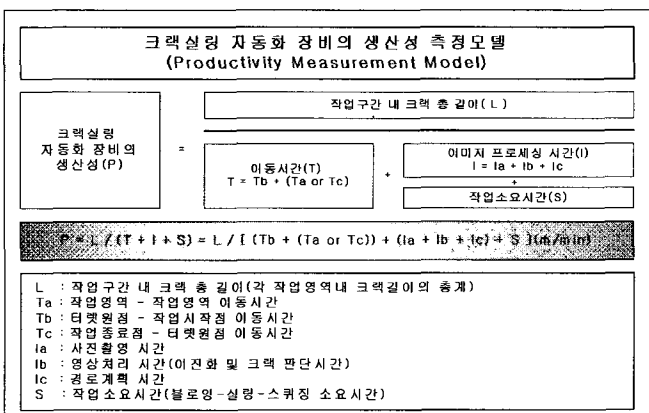 크랙실링 자동화 장비의 생산성 측정모델
(Productivity Measurement Model)
크랙실링
자동화 장비의
생산성(P)
=
작업구간 내 크랙 총 길이( L )
이동시간(T)
T = Tb + (Ta or Tc)
+
이미지 프로세싱 시간(I)
I = Ia + Ib + Ic
+
작업소요시간(S)
P = L / (T + I + S) = L / [ (Tb + (Ta or Tc)) + (Ia + Ib + Ic) + S ](m/min)
L : 작업구간 내 크랙 총 길이(각 작업영역내 크랙길이의 총계)
Ta : 작업영역 - 작업영역 이동시간
Tb : 터렛원점 - 작업시작점 이동시간
Tc : 작업종료점 - 터렛원점 이동시간
Ia : 사진촬영 시간
Ib : 영상처리 시간(이진화 및 크랙 판단시간)
Ic : 경로계획 시간
S : 작업소요시간(블로잉-실링-스퀴징 소요시간)